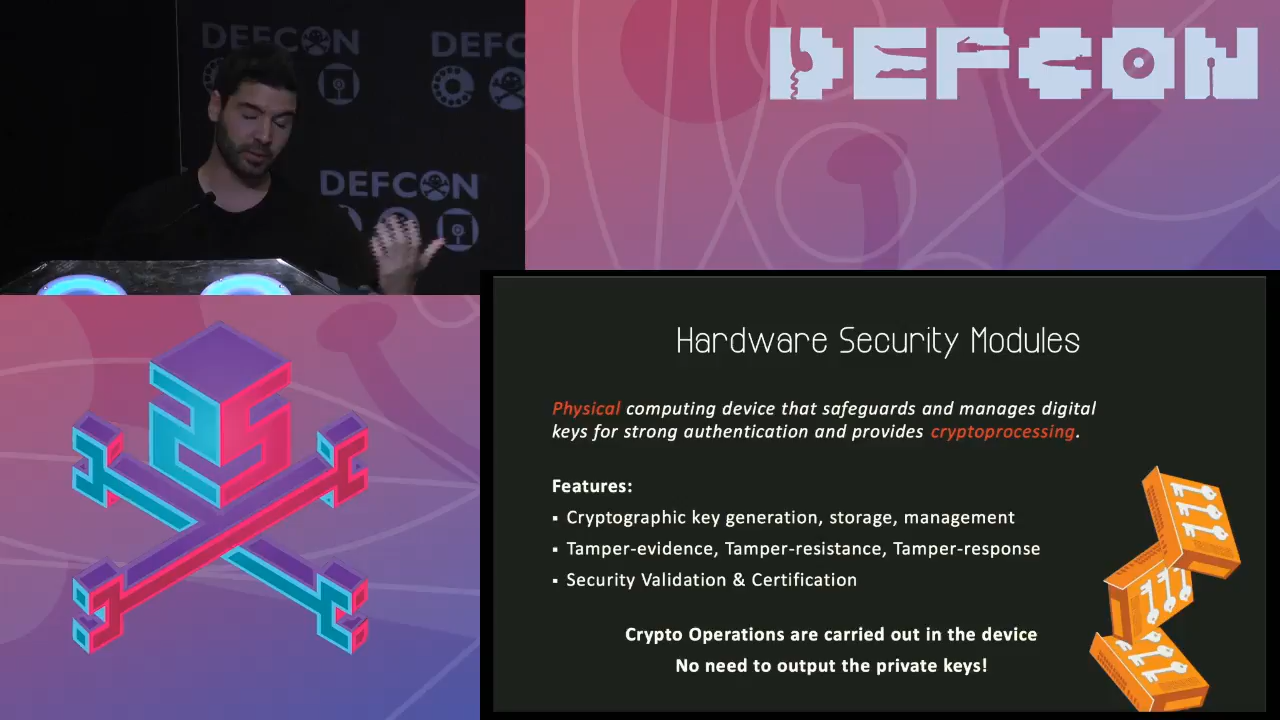 DEFCON
DEF
DEFCON
DEFCON
Hardware Security Modules
Physical computing device that safeguards and manages digital
keys for strong authentication and provides cryptoprocessing.
Features:
▪ Cryptographic key generation, storage, management
▪ Tamper-evidence, Tamper-resistance, Tamper-response
▪ Security Validation & Certification
Crypto Operations are carried out in the device
No need to output the private keys!